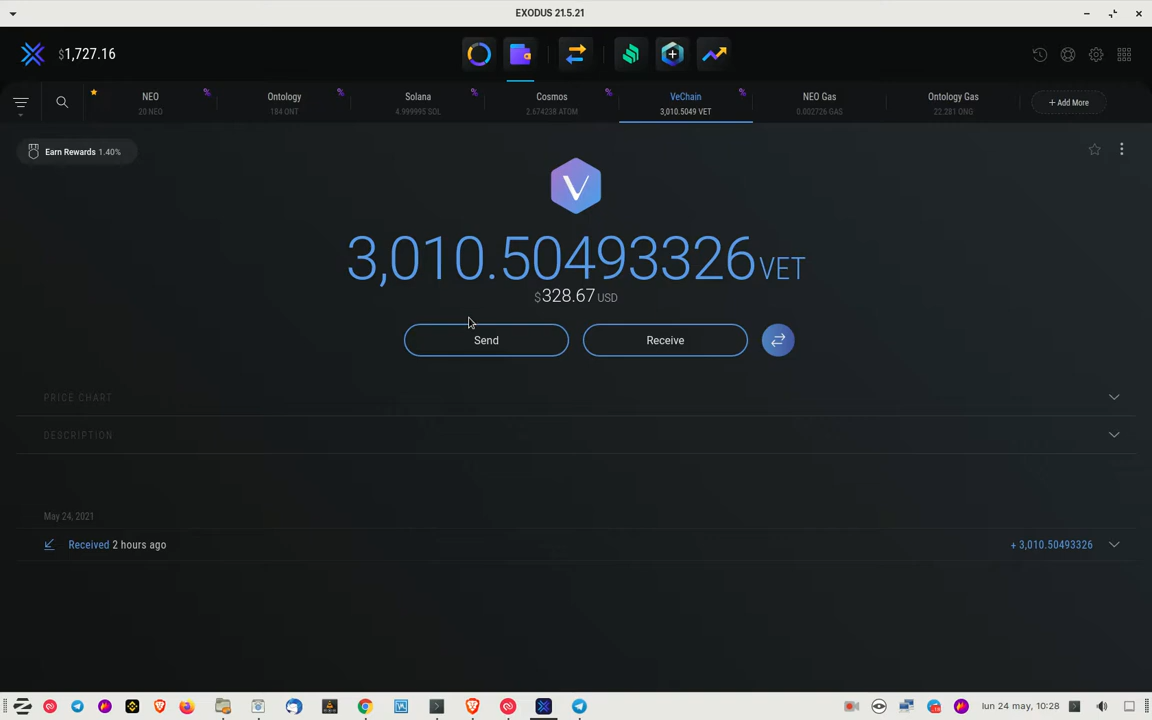 EXODUS 21.5.21
$1,727.16
NEO
20 NEO
Ontology
184 ONT
Solana
4.999995 SOL
Cosmos
2.674238 ATOM
VeChain
3,010.5049 VET
NEO Gas
0.002726 GAS
Ontology Gas
22.281 ONG
+ Add More
Earn Rewards 1.40%
3,010.50493326 VET
$328.67 USD
Send
Receive
PRICE CHART
DESCRIPTION
May 24, 2021
Received 2 hours ago
+ 3,010.50493326
lun 24 may, 10:28